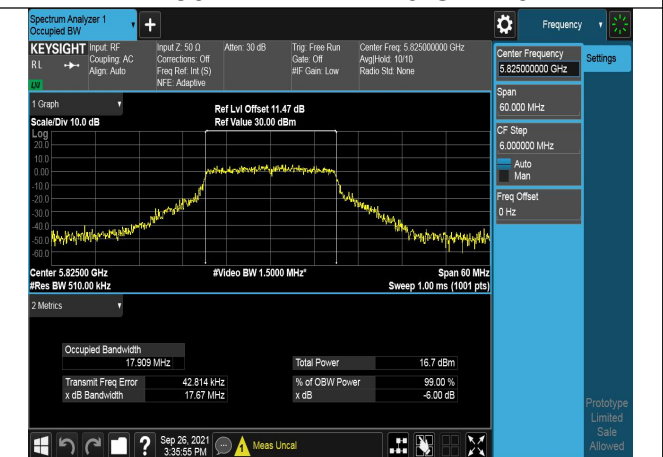 Spectrum Analyzer 1
Occupied BW
Frequency
KEYSIGHT
RL
Input: RF
Coupling: AC
Align: Auto
Input Z: 50 Ω
Corrections: Off
Freq Ref: Int (S)
NFE: Adaptive
Atten: 30 dB
Trig: Free Run
Gate: Off
#IF Gain: Low
Center Freq: 5.825000000 GHz
Avg|Hold: 10/10
Radio Std: None
Center Frequency
5.825000000 GHz
Settings
Span
60.000 MHz
CF Step
6.000000 MHz
Auto
Man
Freq Offset
0 Hz
1 Graph
Scale/Div 10.0 dB
Ref Lvl Offset 11.47 dB
Ref Value 30.00 dBm
Log
20.0
10.0
0.00
-10.0
-20.0
-30.0
-40.0
-50.0
-60.0
Center 5.82500 GHz
#Video BW 1.5000 MHz*
Span 60 MHz
#Res BW 510.00 kHz
Sweep 1.00 ms (1001 pts)
2 Metrics
Occupied Bandwidth
17.909 MHz
Total Power 16.7 dBm
Transmit Freq Error 42.814 kHz
% of OBW Power 99.00 %
x dB Bandwidth 17.67 MHz
x dB -6.00 dB
Prototype
Limited
Sale
Allowed
Sep 26, 2021
3:35:55 PM
Meas Uncal